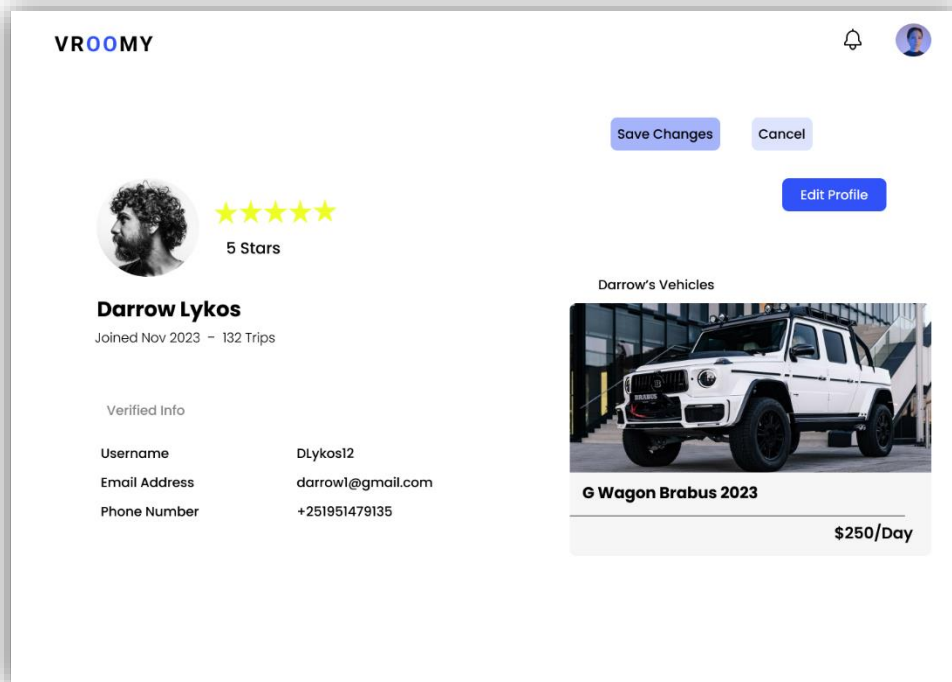 VROOMY
Save Changes
Cancel
Edit Profile
5 Stars
Darrow Lykos
Joined Nov 2023 - 132 Trips
Verified Info
Username DLykos12
Email Address darrow1@gmail.com
Phone Number +251951479135
Darrow's Vehicles
BRABUS
G Wagon Brabus 2023
$250/Day